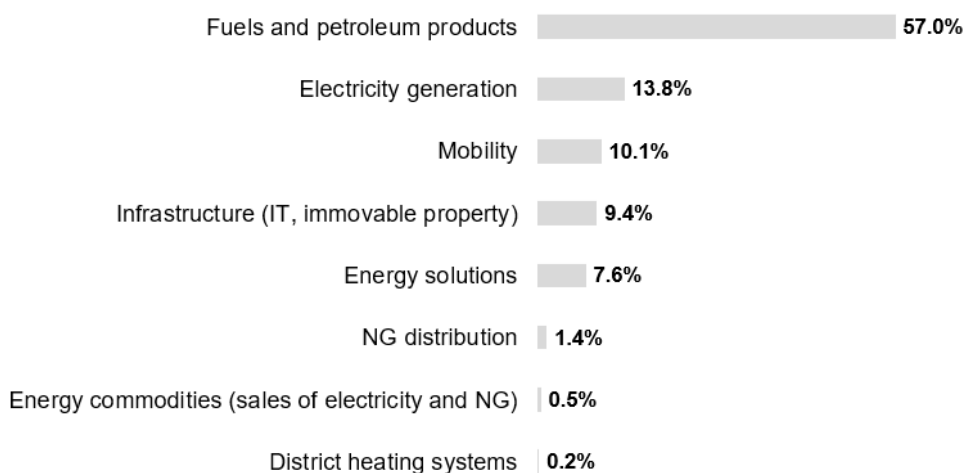 Fuels and petroleum products 57.0%
Electricity generation 13.8%
Mobility 10.1%
Infrastructure (IT, immovable property) 9.4%
Energy solutions 7.6%
NG distribution 1.4%
Energy commodities (sales of electricity and NG) 0.5%
District heating systems 0.2%